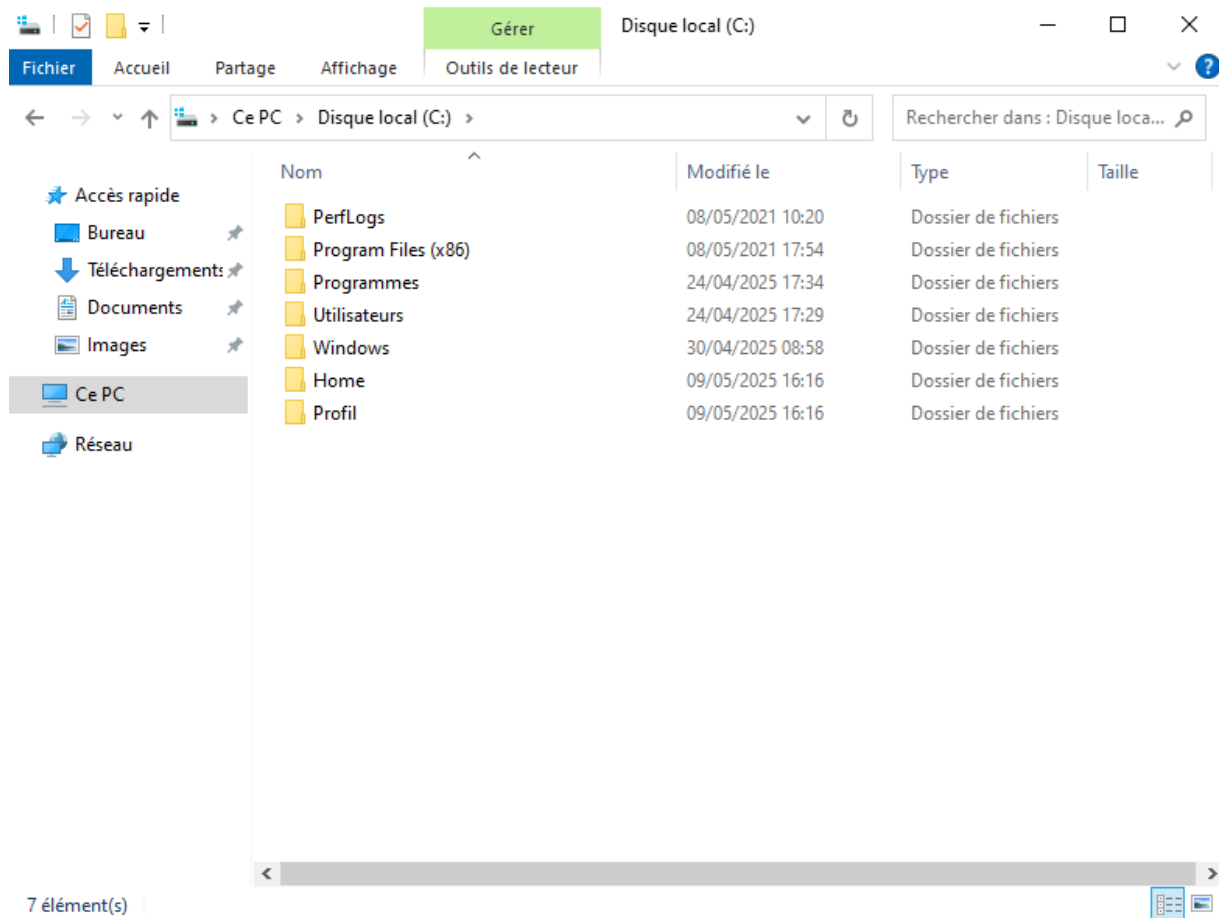 Gérer Disque local (C:)
Fichier Accueil Partage Affichage Outils de lecteur
Ce PC Disque local (C:) Rechercher dans : Disque loca...
Nom Modifié le Type Taille
Accès rapide
Bureau
Téléchargements
Documents
Images
Ce PC
Réseau
PerfLogs 08/05/2021 10:20 Dossier de fichiers
Program Files (x86) 08/05/2021 17:54 Dossier de fichiers
Programmes 24/04/2025 17:34 Dossier de fichiers
Utilisateurs 24/04/2025 17:29 Dossier de fichiers
Windows 30/04/2025 08:58 Dossier de fichiers
Home 09/05/2025 16:16 Dossier de fichiers
Profil 09/05/2025 16:16 Dossier de fichiers
7 élément(s)